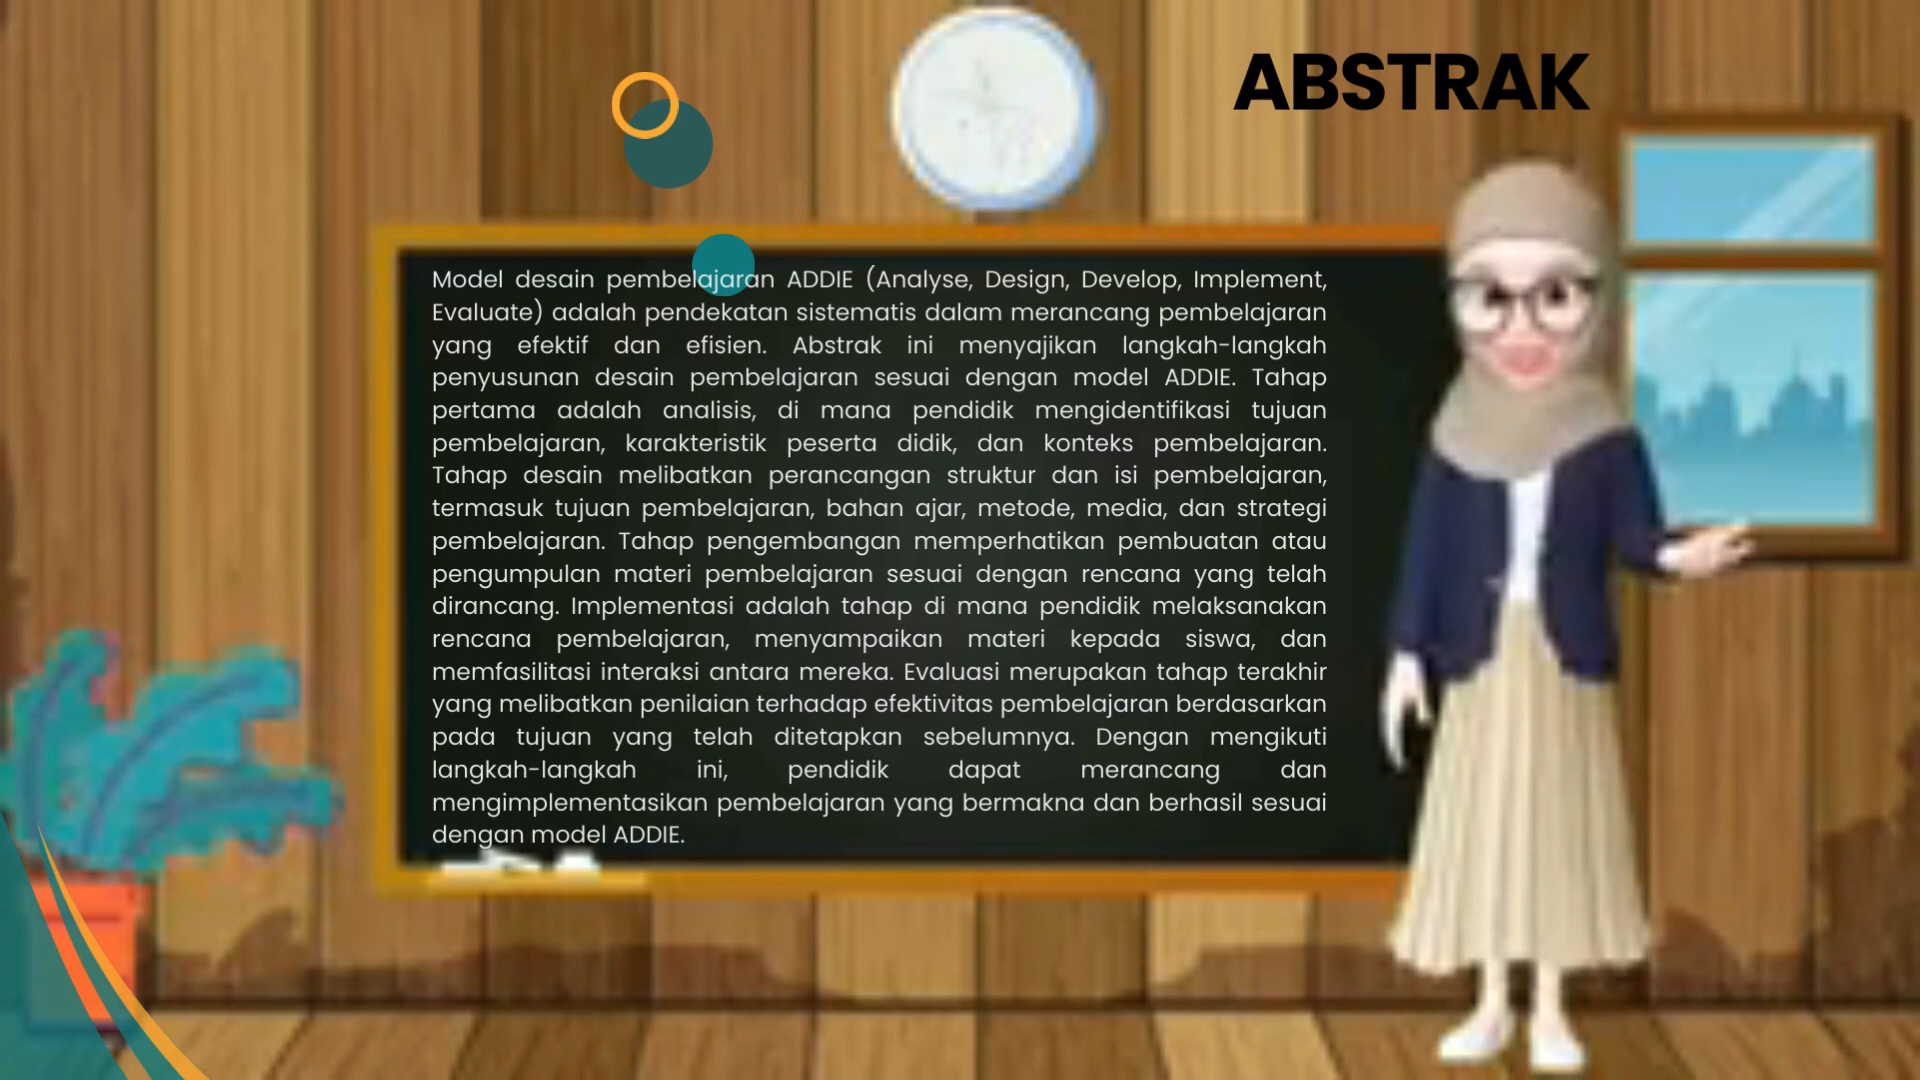 ABSTRAK
Model desain pembelajaran ADDIE (Analyse, Design, Develop, Implement,
Evaluate) adalah pendekatan sistematis dalam merancang pembelajaran
yang efektif dan efisien. Abstrak ini menyajikan langkah-langkah
penyusunan desain pembelajaran sesuai dengan model ADDIE. Tahap
pertama adalah analisis, di mana pendidik mengidentifikasi tujuan
pembelajaran, karakteristik peserta didik, dan konteks pembelajaran.
Tahap desain melibatkan perancangan struktur dan isi pembelajaran,
termasuk tujuan pembelajaran, bahan ajar, metode, media, dan strategi
pembelajaran. Tahap pengembangan memperhatikan pembuatan atau
pengumpulan materi pembelajaran sesuai dengan rencana yang telah
dirancang. Implementasi adalah tahap di mana pendidik melaksanakan
rencana pembelajaran, menyampaikan materi kepada siswa, dan
memfasilitasi interaksi antara mereka. Evaluasi merupakan tahap terakhir
yang melibatkan penilaian terhadap efektivitas pembelajaran berdasarkan
pada tujuan yang telah ditetapkan sebelumnya. Dengan mengikuti
langkah-langkah ini, pendidik dapat merancang dan
mengimplementasikan pembelajaran yang bermakna dan berhasil sesuai
dengan model ADDIE.